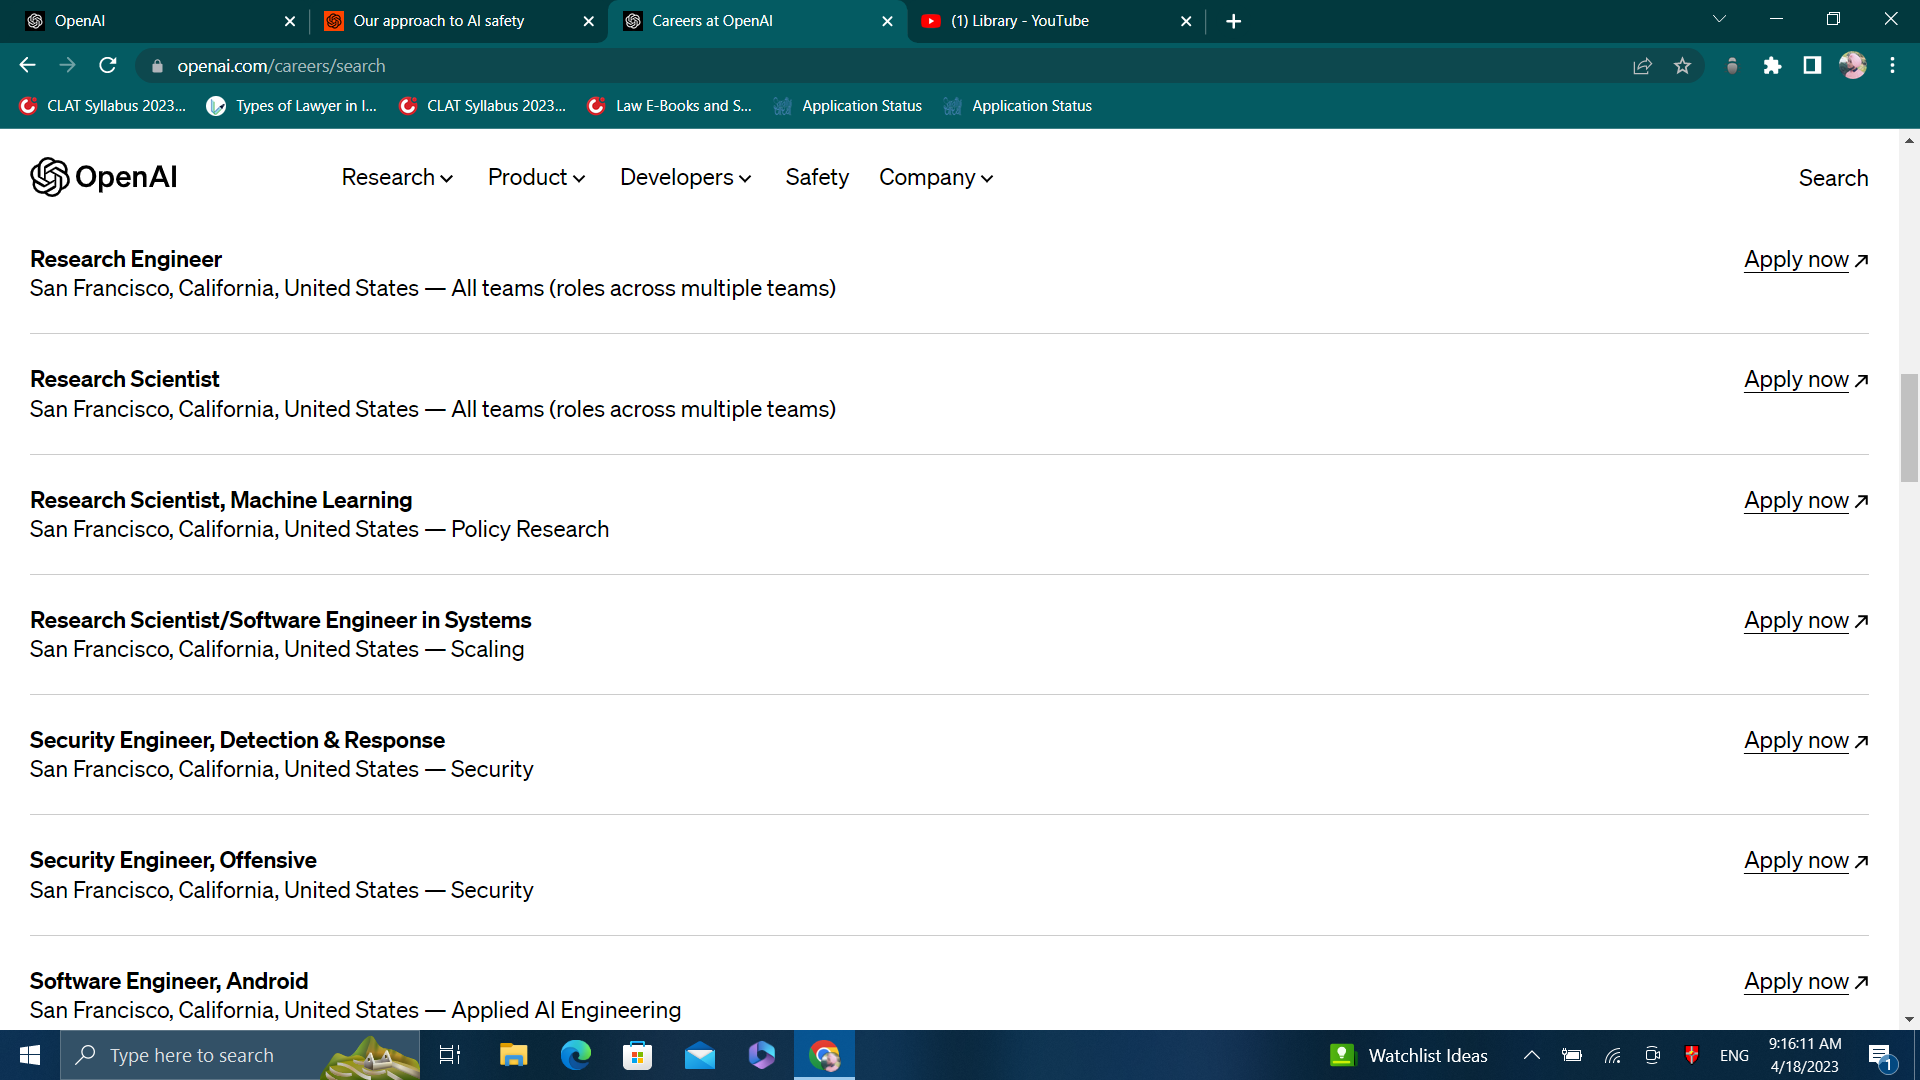 OpenAI
Our approach to AI safety
Careers at OpenAI
(1) Library - YouTube
openai.com/careers/search
CLAT Syllabus 2023...
Types of Lawyer in I...
CLAT Syllabus 2023...
Law E-Books and S...
Application Status
Application Status
OpenAI
Research
Product
Developers
Safety
Company
Search
Research Engineer
Apply now
San Francisco, California, United States — All teams (roles across multiple teams)
Research Scientist
Apply now
San Francisco, California, United States — All teams (roles across multiple teams)
Research Scientist, Machine Learning
Apply now
San Francisco, California, United States — Policy Research
Research Scientist/Software Engineer in Systems
Apply now
San Francisco, California, United States — Scaling
Security Engineer, Detection & Response
Apply now
San Francisco, California, United States — Security
Security Engineer, Offensive
Apply now
San Francisco, California, United States — Security
Software Engineer, Android
Apply now
San Francisco, California, United States — Applied AI Engineering
Type here to search
Watchlist Ideas
ENG
9:16:11 AM
4/18/2023
1